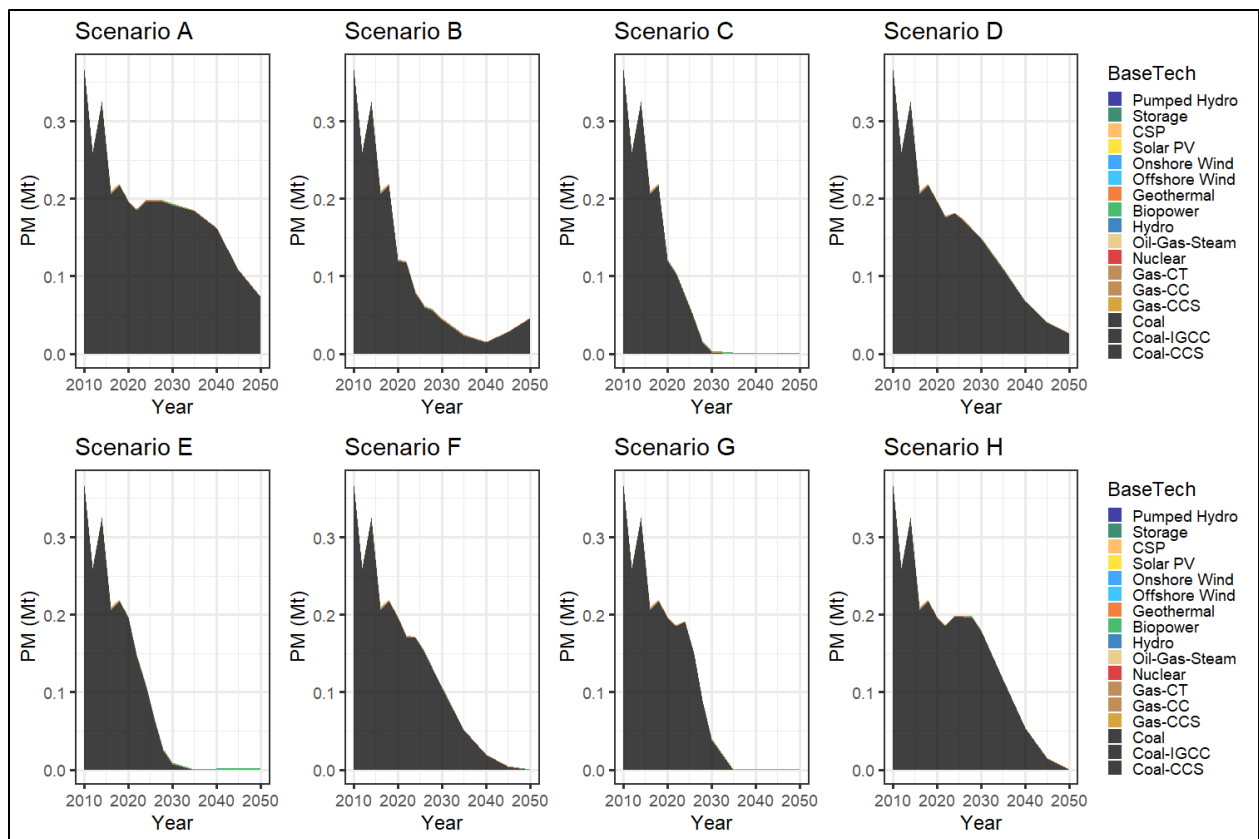 Scenario A
Scenario B
Scenario C
Scenario D
PM (Mt)
0.3
0.2
0.1
0.0
2010 2020 2030 2040 2050
Year
PM (Mt)
0.3
0.2
0.1
0.0
2010 2020 2030 2040 2050
Year
PM (Mt)
0.3
0.2
0.1
0.0
2010 2020 2030 2040 2050
Year
PM (Mt)
0.3
0.2
0.1
0.0
2010 2020 2030 2040 2050
Year
BaseTech
Pumped Hydro
Storage
CSP
Solar PV
Onshore Wind
Offshore Wind
Geothermal
Biopower
Hydro
Oil-Gas-Steam
Nuclear
Gas-CT
Gas-CC
Gas-CCS
Coal
Coal-IGCC
Coal-CCS
Scenario E
Scenario F
Scenario G
Scenario H
PM (Mt)
0.3
0.2
0.1
0.0
2010 2020 2030 2040 2050
Year
PM (Mt)
0.3
0.2
0.1
0.0
2010 2020 2030 2040 2050
Year
PM (Mt)
0.3
0.2
0.1
0.0
2010 2020 2030 2040 2050
Year
PM (Mt)
0.3
0.2
0.1
0.0
2010 2020 2030 2040 2050
Year
BaseTech
Pumped Hydro
Storage
CSP
Solar PV
Onshore Wind
Offshore Wind
Geothermal
Biopower
Hydro
Oil-Gas-Steam
Nuclear
Gas-CT
Gas-CC
Gas-CCS
Coal
Coal-IGCC
Coal-CCS